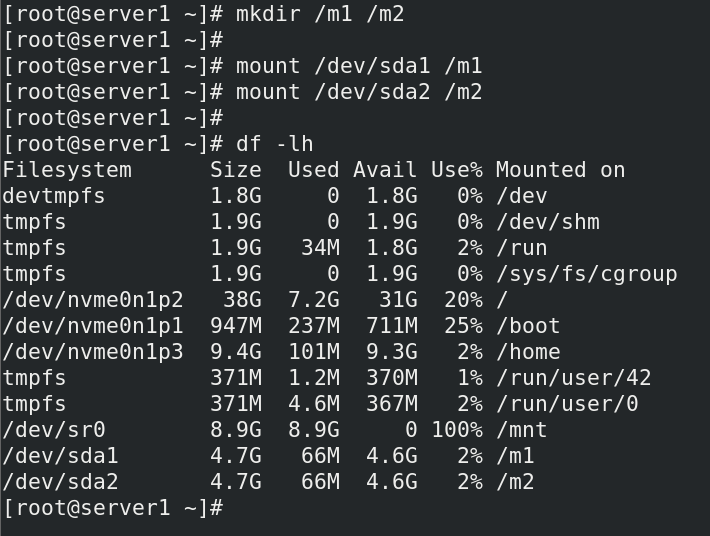 [root@server1 ~]# mkdir /m1 /m2
[root@server1 ~]#
[root@server1 ~]# mount /dev/sda1 /m1
[root@server1 ~]# mount /dev/sda2 /m2
[root@server1 ~]#
[root@server1 ~]# df -lh
Filesystem      Size  Used Avail Use% Mounted on
devtmpfs        1.8G     0  1.8G   0% /dev
tmpfs           1.9G     0  1.9G   0% /dev/shm
tmpfs           1.9G   34M  1.8G   2% /run
tmpfs           1.9G     0  1.9G   0% /sys/fs/cgroup
/dev/nvme0n1p2   38G  7.2G   31G  20% /
/dev/nvme0n1p1  947M  237M  711M  25% /boot
/dev/nvme0n1p3  9.4G  101M  9.3G   2% /home
tmpfs           371M  1.2M  370M   1% /run/user/42
tmpfs           371M  4.6M  367M   2% /run/user/0
/dev/sr0        8.9G  8.9G     0 100% /mnt
/dev/sda1       4.7G   66M  4.6G   2% /m1
/dev/sda2       4.7G   66M  4.6G   2% /m2
[root@server1 ~]#